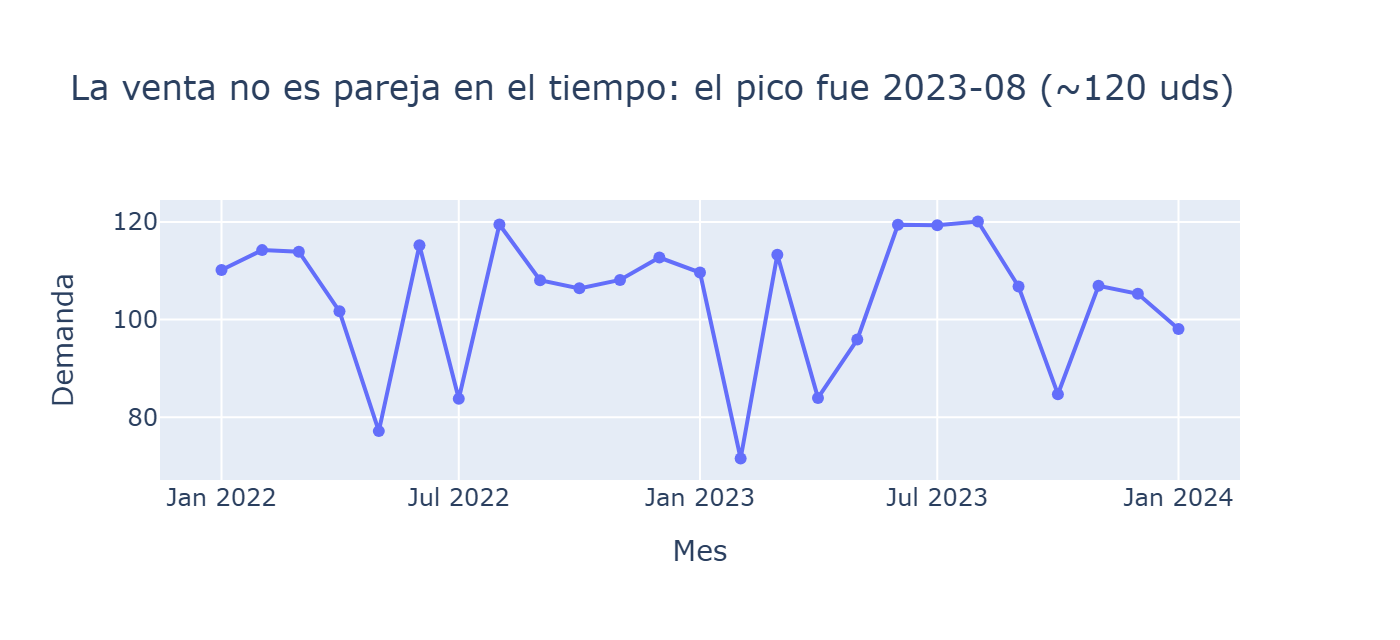 La venta no es pareja en el tiempo: el pico fue 2023-08 (~120 uds)
120
100
80
Demanda
Jan 2022
Jul 2022
Jan 2023
Jul 2023
Jan 2024
Mes